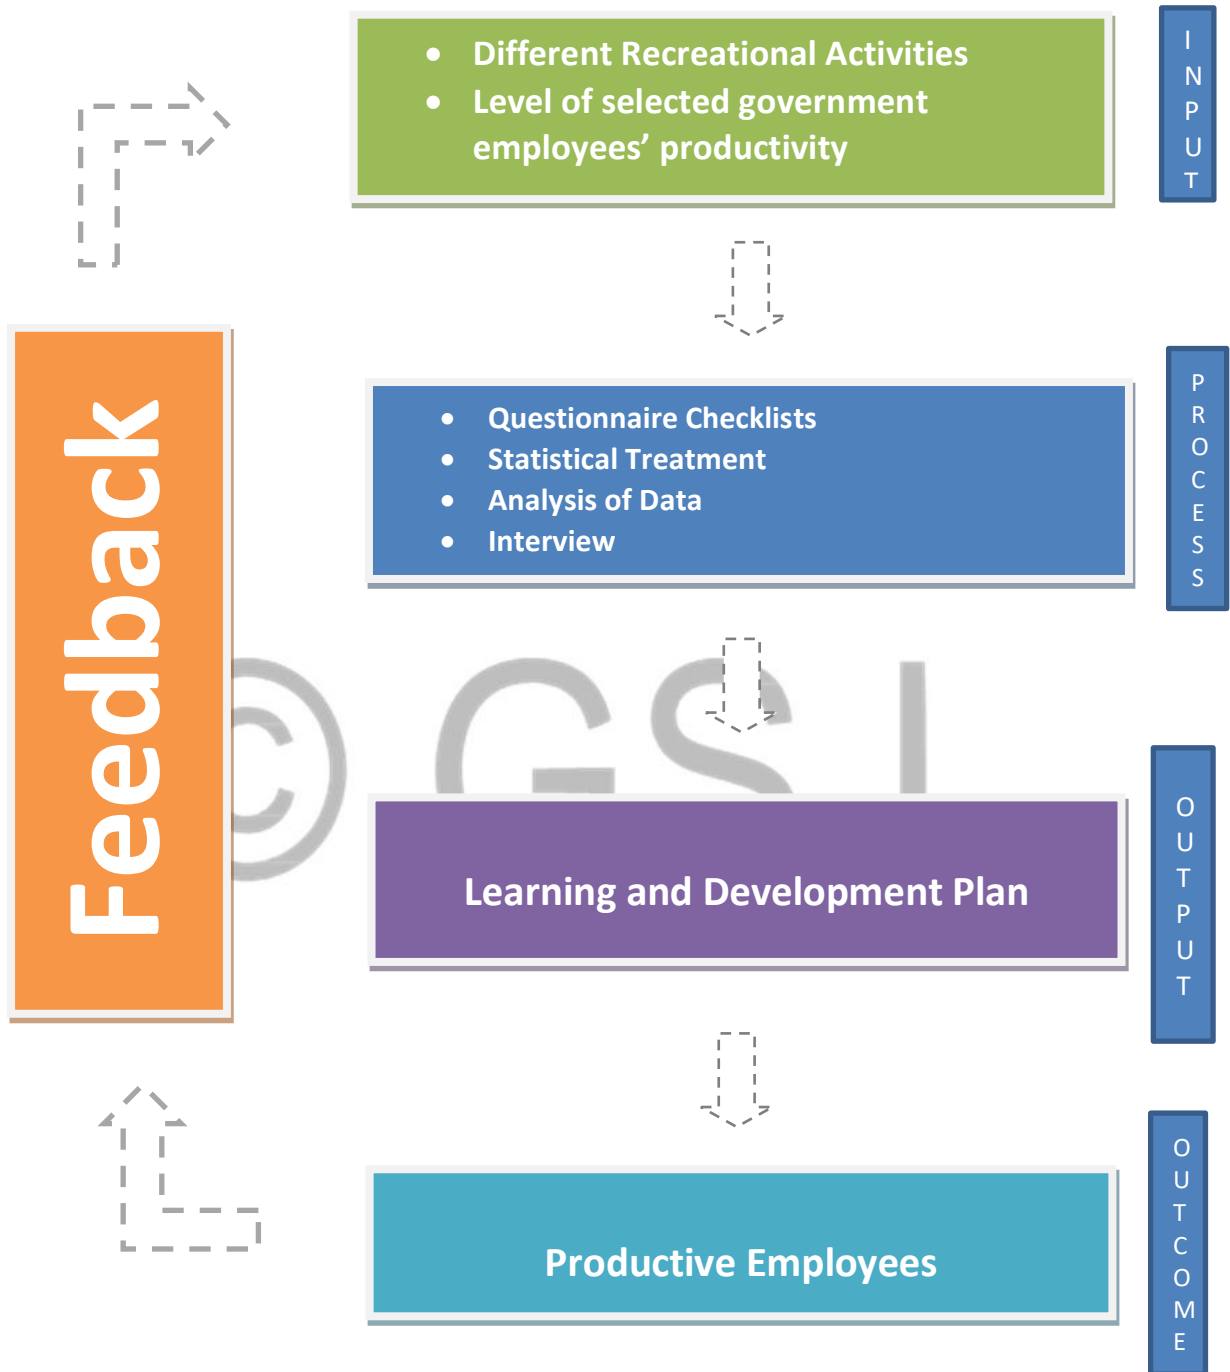 • Different Recreational Activities
• Level of selected government
employees’ productivity
INPUT
• Questionnaire Checklists
• Statistical Treatment
• Analysis of Data
• Interview
PROCESS
Feedback
© GSJ
Learning and Development Plan
OUTPUT
Productive Employees
OUTCOME